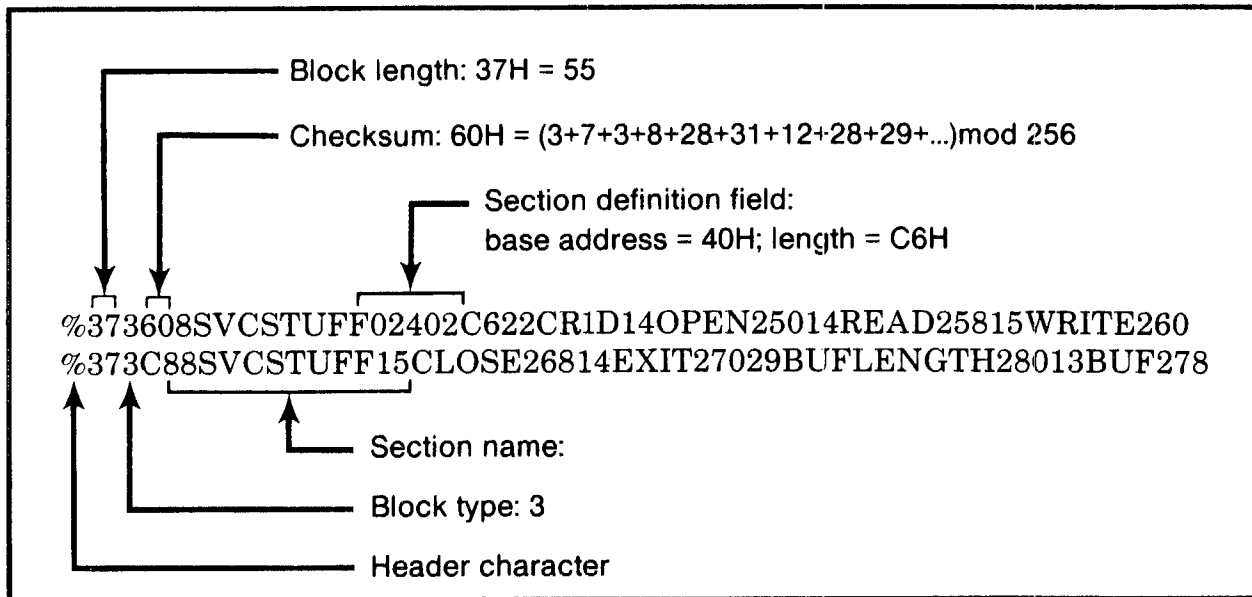 Block length: 37H = 55
Checksum: 60H = (3+7+3+8+28+31+12+28+29+...)mod 256
Section definition field:
base address = 40H; length = C6H
%373608SVCSTUFF02402C622CR1D14OPEN25014READ25815WRITE260
%373C88SVCSTUFF15CLOSE26814EXIT27029BUFLENGTH28013BUF278
Section name:
Block type: 3
Header character